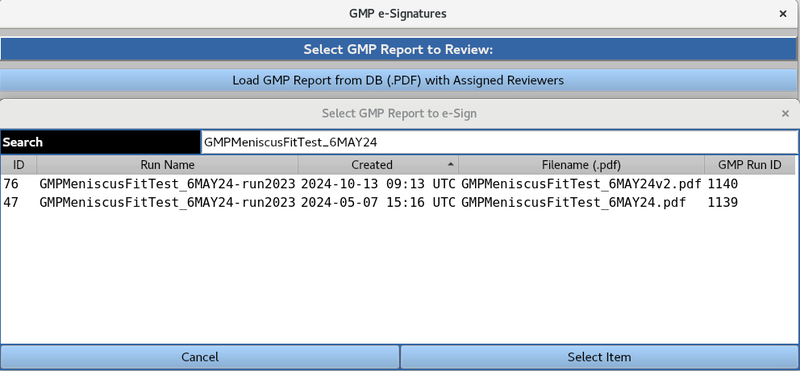 GMP e-Signatures ×
Select GMP Report to Review:
Load GMP Report from DB (.PDF) with Assigned Reviewers
Select GMP Report to e-Sign ×
Search GMPMeniscusFitTest_6MAY24
ID Run Name Created Filename (.pdf) GMP Run ID
76 GMPMeniscusFitTest_6MAY24-run2023 2024-10-13 09:13 UTC GMPMeniscusFitTest_6MAY24v2.pdf 1140
47 GMPMeniscusFitTest_6MAY24-run2023 2024-05-07 15:16 UTC GMPMeniscusFitTest_6MAY24.pdf 1139
Cancel Select Item